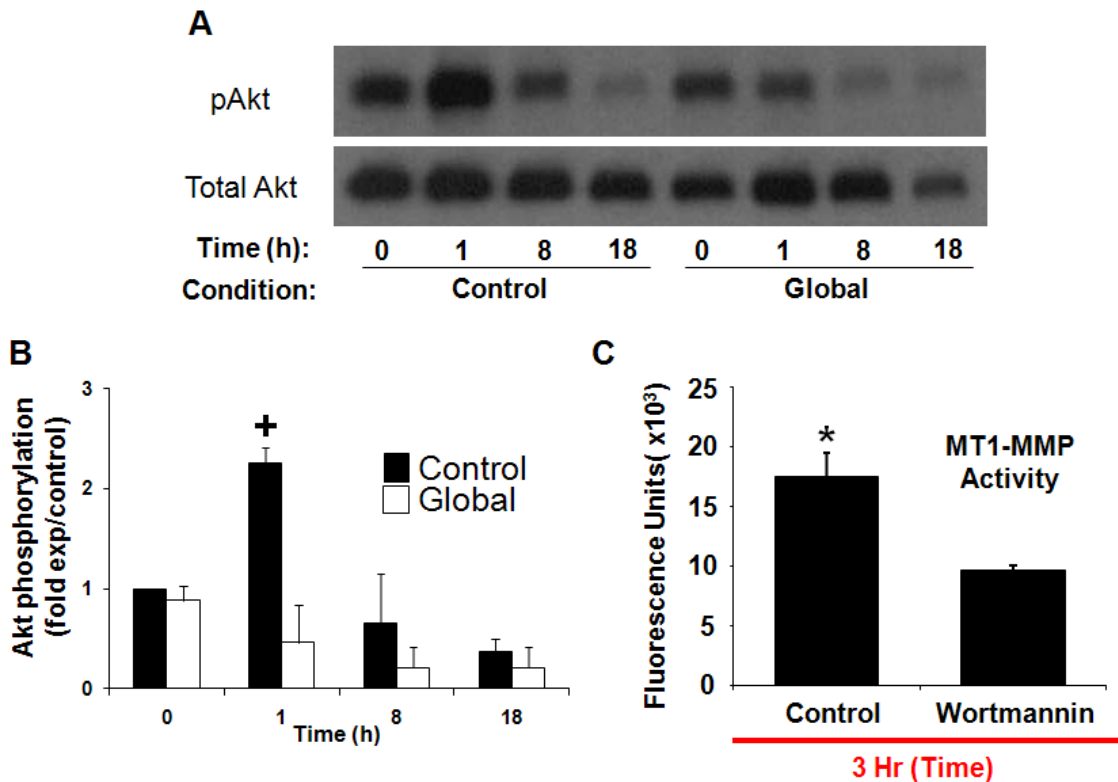 A
pAkt
Total Akt
Time (h): 0 1 8 18 0 1 8 18
Condition: Control Global
B
Akt phosphorylation
(fold exp/control)
3
2
1
0
+
Control
Global
0 1 8 18
Time (h)
C
Fluorescence Units( x10³)
25
20
15
10
5
0
*
MT1-MMP
Activity
Control Wortmannin
3 Hr (Time)